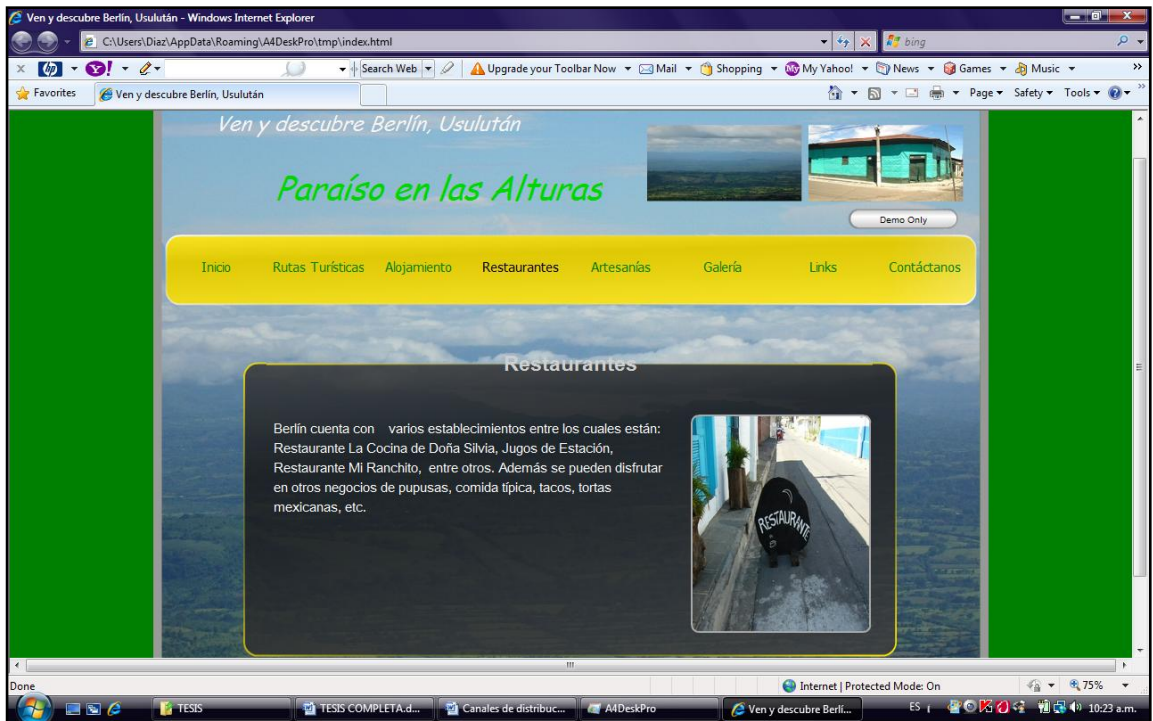 Ven y descubre Berlín, Usulután - Windows Internet Explorer
C:\Users\Diaz\AppData\Roaming\A4DeskPro\tmp\index.html
bing
Search Web
Upgrade your Toolbar Now
Mail
Shopping
My Yahoo!
News
Games
Music
Favorites
Ven y descubre Berlín, Usulután
Page
Safety
Tools
Ven y descubre Berlín, Usulután
Paraíso en las Alturas
Demo Only
Inicio
Rutas Turísticas
Alojamiento
Restaurantes
Artesanías
Galería
Links
Contáctanos
Restaurantes
Berlín cuenta con varios establecimientos entre los cuales están:
Restaurante La Cocina de Doña Silvia, Jugos de Estación,
Restaurante Mi Ranchito, entre otros. Además se pueden disfrutar
en otros negocios de pupusas, comida típica, tacos, tortas
mexicanas, etc.
RESTAURANTE
Done
Internet | Protected Mode: On
75%
TESIS
TESIS COMPLETA.d...
Canales de distribuc...
A4DeskPro
Ven y descubre Berlí...
ES
10:23 a.m.